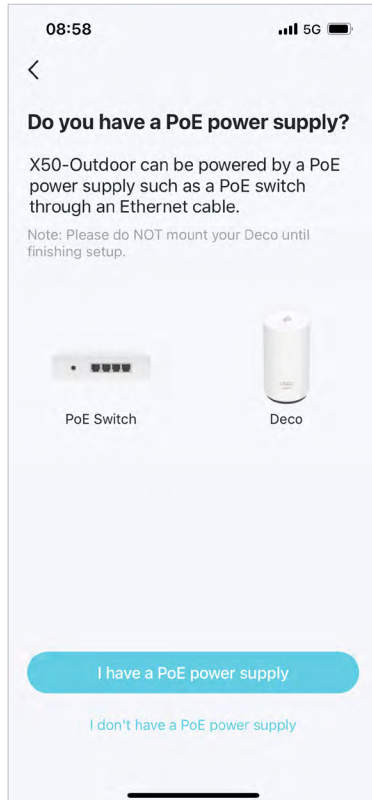 08:58
5G
Do you have a PoE power supply?
X50-Outdoor can be powered by a PoE
power supply such as a PoE switch
through an Ethernet cable.
Note: Please do NOT mount your Deco until
finishing setup.
PoE Switch
Deco
I have a PoE power supply
I don't have a PoE power supply